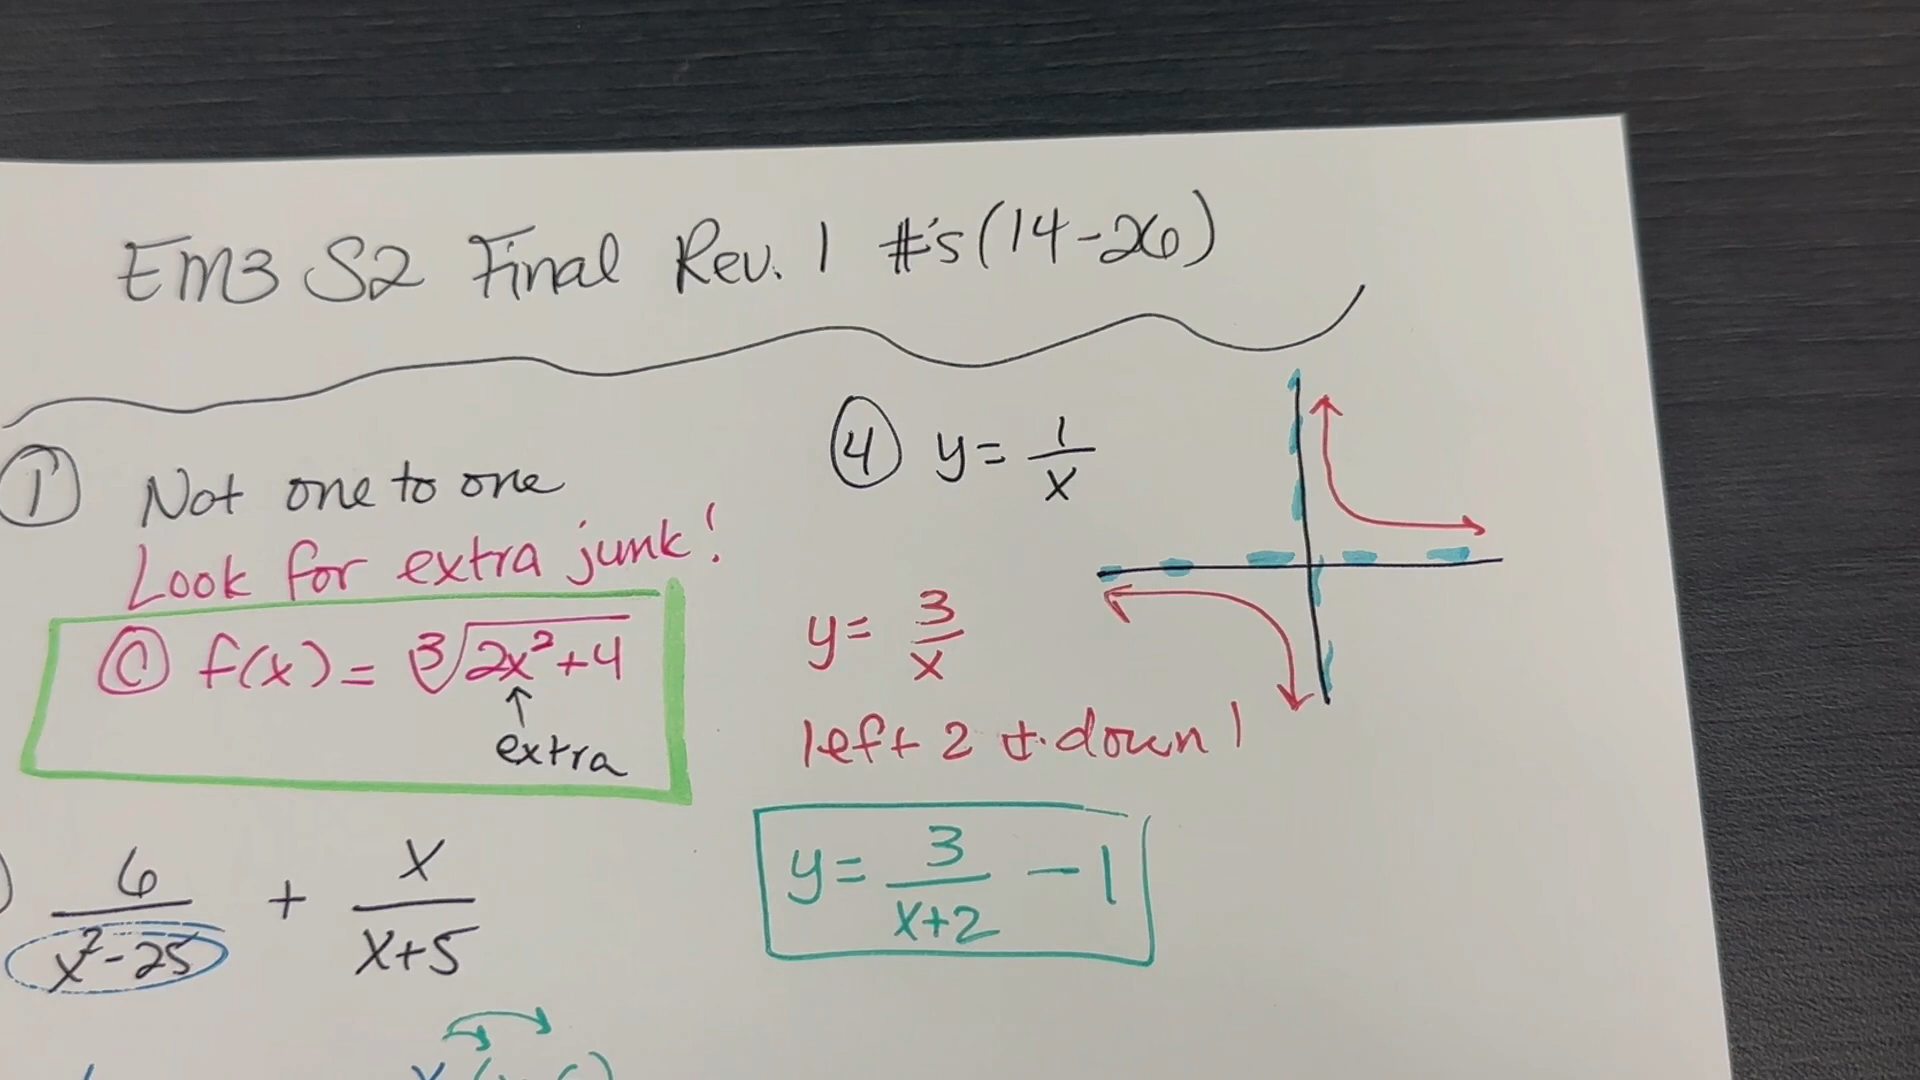 EM3 S2 Final Rev. 1 #'s (14-26)
① Not one to one
Look for extra junk!
Ⓒ f(x) = ∛(2x²+4)
↑
extra
6/(x²-25) + x/(x+5)
④ y = 1/x
y = 3/x
left 2 + down 1
y = 3/(x+2) - 1